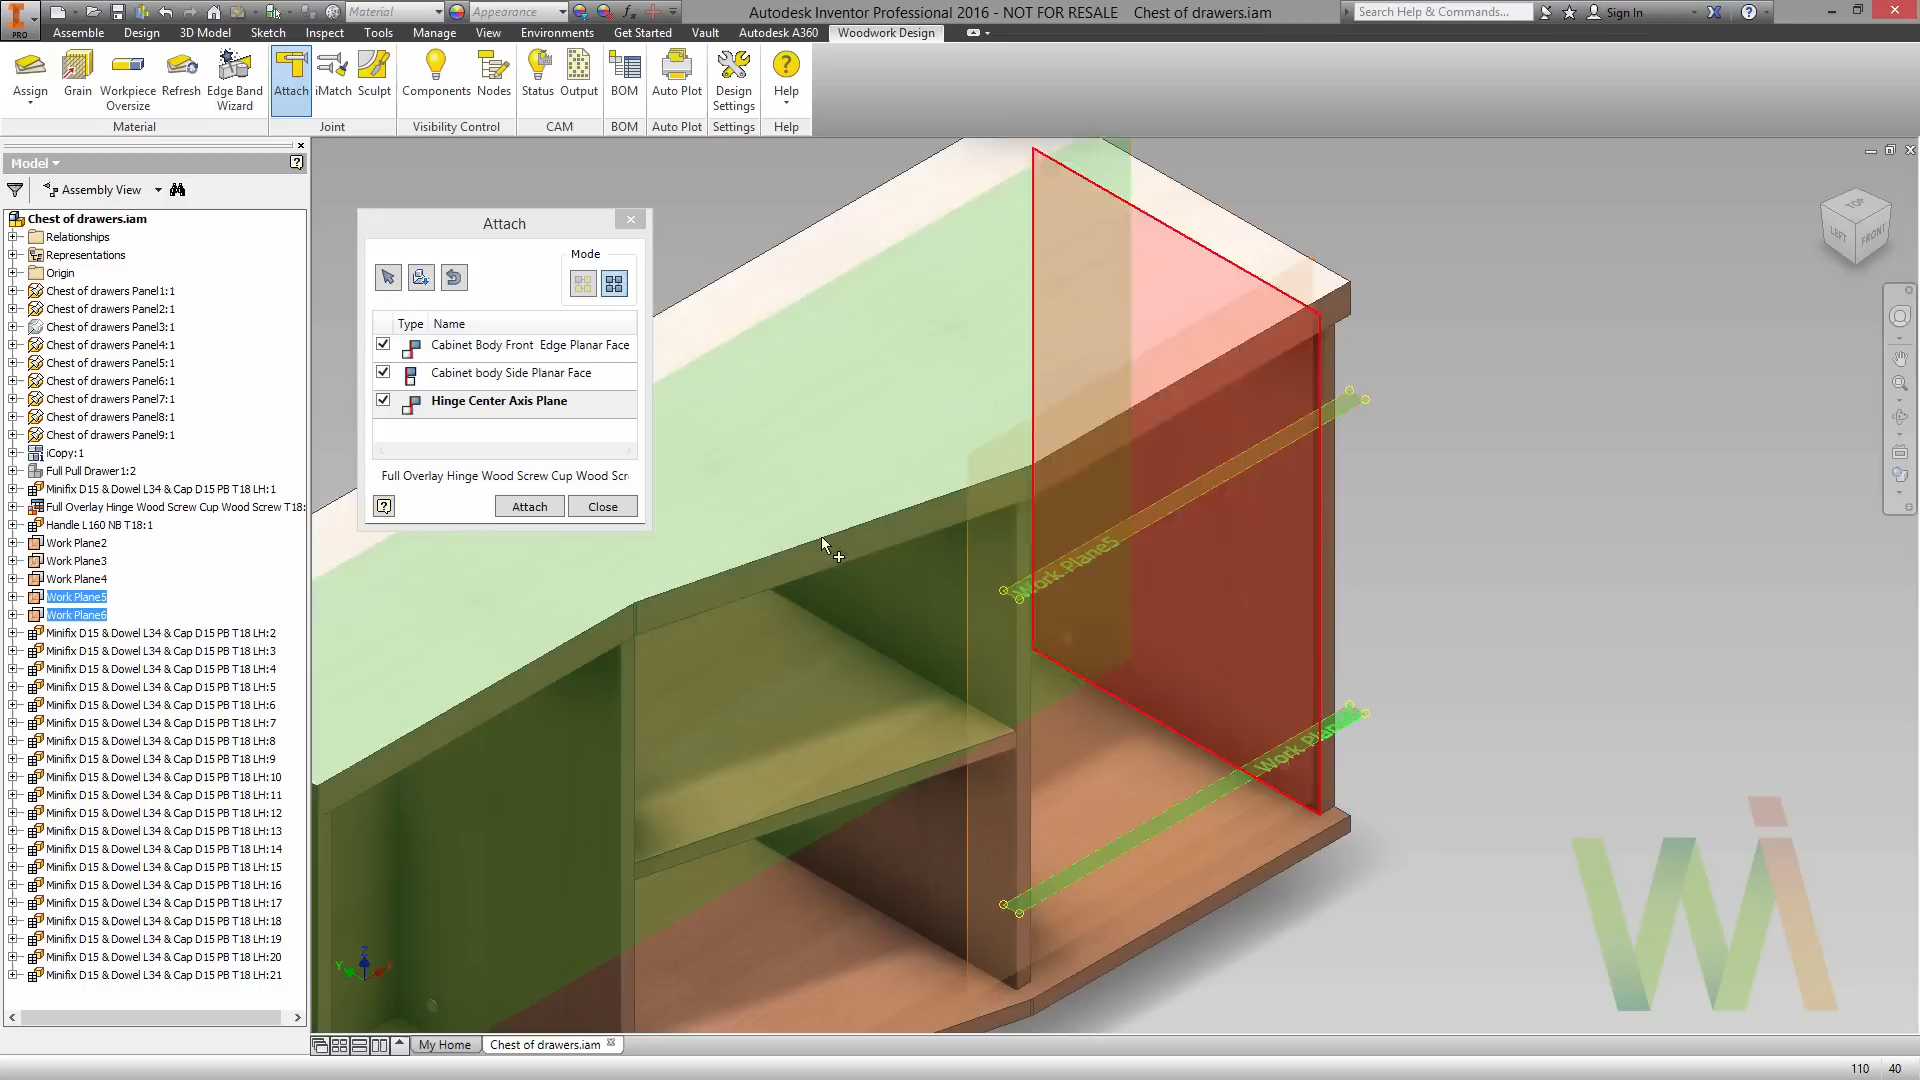 Material
Appearance
Autodesk Inventor Professional 2016 - NOT FOR RESALE Chest of drawers.iam
Search Help & Commands...
Sign In
PRO
Assemble Design 3D Model Sketch Inspect Tools Manage View Environments Get Started Vault Autodesk A360 Woodwork Design
Assign Grain Workpiece Oversize Refresh Edge Band Wizard Attach iMatch Sculpt Components Nodes Status Output BOM Auto Plot Design Settings Help
Material Joint Visibility Control CAM BOM Auto Plot Settings Help
Model
Assembly View
Chest of drawers.iam
Relationships
Representations
Origin
Chest of drawers Panel1:1
Chest of drawers Panel2:1
Chest of drawers Panel3:1
Chest of drawers Panel4:1
Chest of drawers Panel5:1
Chest of drawers Panel6:1
Chest of drawers Panel7:1
Chest of drawers Panel8:1
Chest of drawers Panel9:1
iCopy:1
Full Pull Drawer1:2
Minifix D15 & Dowel L34 & Cap D15 PB T18 LH:1
Full Overlay Hinge Wood Screw Cup Wood Screw T18:
Handle L160 NB T18:1
Work Plane2
Work Plane3
Work Plane4
Work Plane5
Work Plane6
Minifix D15 & Dowel L34 & Cap D15 PB T18 LH:2
Minifix D15 & Dowel L34 & Cap D15 PB T18 LH:3
Minifix D15 & Dowel L34 & Cap D15 PB T18 LH:4
Minifix D15 & Dowel L34 & Cap D15 PB T18 LH:5
Minifix D15 & Dowel L34 & Cap D15 PB T18 LH:6
Minifix D15 & Dowel L34 & Cap D15 PB T18 LH:7
Minifix D15 & Dowel L34 & Cap D15 PB T18 LH:8
Minifix D15 & Dowel L34 & Cap D15 PB T18 LH:9
Minifix D15 & Dowel L34 & Cap D15 PB T18 LH:10
Minifix D15 & Dowel L34 & Cap D15 PB T18 LH:11
Minifix D15 & Dowel L34 & Cap D15 PB T18 LH:12
Minifix D15 & Dowel L34 & Cap D15 PB T18 LH:13
Minifix D15 & Dowel L34 & Cap D15 PB T18 LH:14
Minifix D15 & Dowel L34 & Cap D15 PB T18 LH:15
Minifix D15 & Dowel L34 & Cap D15 PB T18 LH:16
Minifix D15 & Dowel L34 & Cap D15 PB T18 LH:17
Minifix D15 & Dowel L34 & Cap D15 PB T18 LH:18
Minifix D15 & Dowel L34 & Cap D15 PB T18 LH:19
Minifix D15 & Dowel L34 & Cap D15 PB T18 LH:20
Minifix D15 & Dowel L34 & Cap D15 PB T18 LH:21
Attach
Mode
Type Name
Cabinet Body Front Edge Planar Face
Cabinet body Side Planar Face
Hinge Center Axis Plane
Full Overlay Hinge Wood Screw Cup Wood Scr
Attach Close
TOP
LEFT FRONT
Work Plane5
Work
Z
Y
X
My Home Chest of drawers.iam
110 40